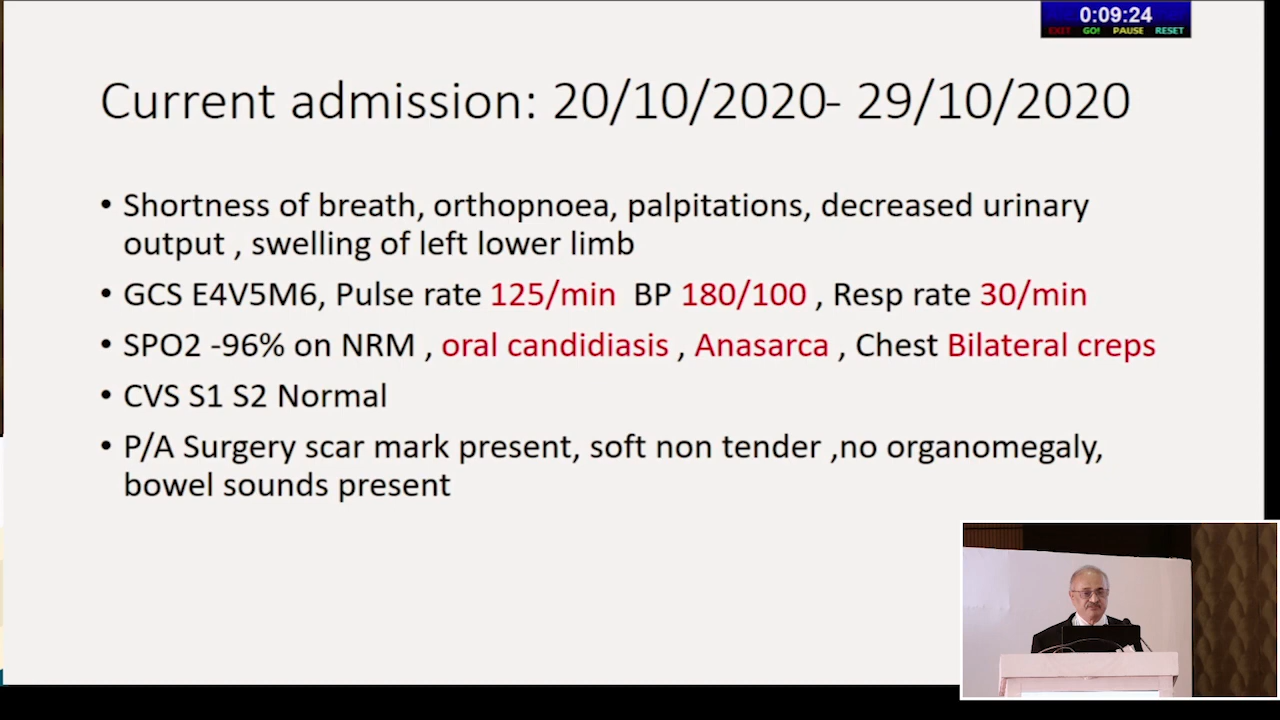 0:09:24
EXIT GO! PAUSE RESET
Current admission: 20/10/2020- 29/10/2020
• Shortness of breath, orthopnoea, palpitations, decreased urinary
output , swelling of left lower limb
• GCS E4V5M6, Pulse rate 125/min BP 180/100 , Resp rate 30/min
• SPO2 -96% on NRM , oral candidiasis , Anasarca , Chest Bilateral creps
• CVS S1 S2 Normal
• P/A Surgery scar mark present, soft non tender ,no organomegaly,
bowel sounds present